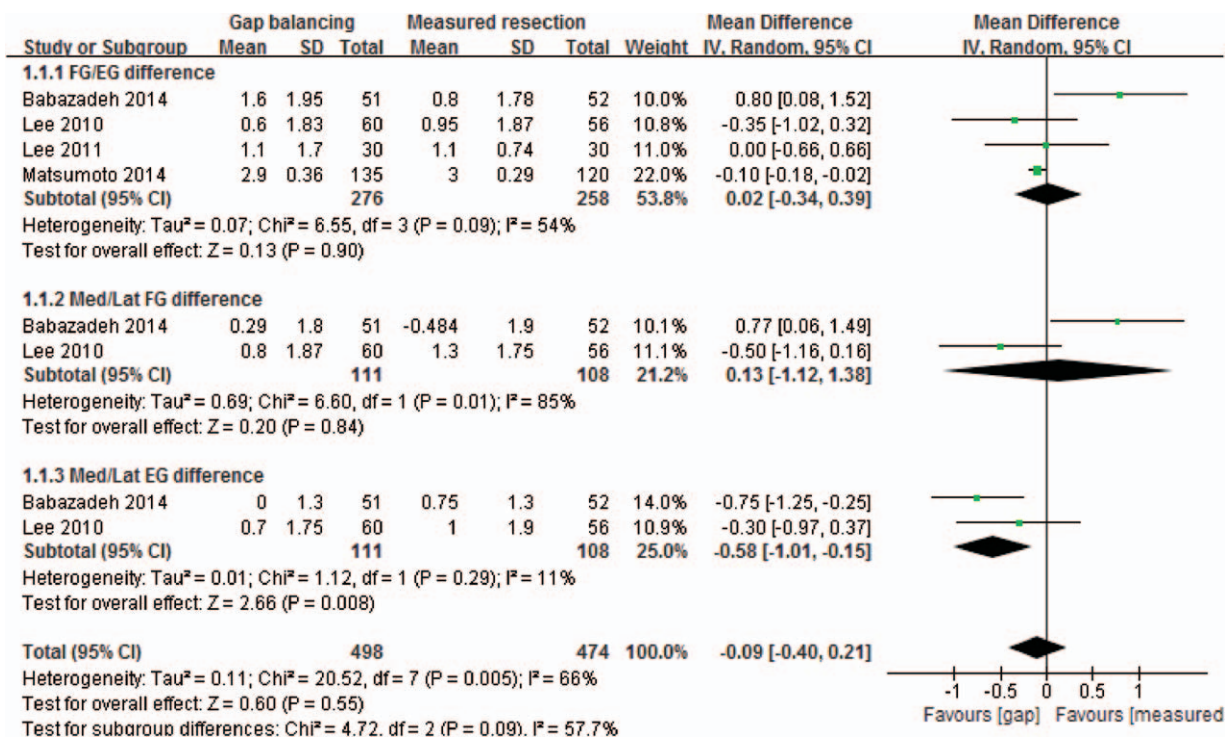 Gap balancing Measured resection Mean Difference Mean Difference
Study or Subgroup Mean SD Total Mean SD Total Weight IV, Random, 95% CI IV, Random, 95% CI
1.1.1 FG/EG difference
Babazadeh 2014 1.6 1.95 51 0.8 1.78 52 10.0% 0.80 [0.08, 1.52]
Lee 2010 0.6 1.83 60 0.95 1.87 56 10.8% -0.35 [-1.02, 0.32]
Lee 2011 1.1 1.7 30 1.1 0.74 30 11.0% 0.00 [-0.66, 0.66]
Matsumoto 2014 2.9 0.36 135 3 0.29 120 22.0% -0.10 [-0.18, -0.02]
Subtotal (95% CI) 276 258 53.8% 0.02 [-0.34, 0.39]
Heterogeneity: Tau² = 0.07; Chi² = 6.55, df = 3 (P = 0.09); I² = 54%
Test for overall effect: Z = 0.13 (P = 0.90)
1.1.2 Med/Lat FG difference
Babazadeh 2014 0.29 1.8 51 -0.484 1.9 52 10.1% 0.77 [0.06, 1.49]
Lee 2010 0.8 1.87 60 1.3 1.75 56 11.1% -0.50 [-1.16, 0.16]
Subtotal (95% CI) 111 108 21.2% 0.13 [-1.12, 1.38]
Heterogeneity: Tau² = 0.69; Chi² = 6.60, df = 1 (P = 0.01); I² = 85%
Test for overall effect: Z = 0.20 (P = 0.84)
1.1.3 Med/Lat EG difference
Babazadeh 2014 0 1.3 51 0.75 1.3 52 14.0% -0.75 [-1.25, -0.25]
Lee 2010 0.7 1.75 60 1 1.9 56 10.9% -0.30 [-0.97, 0.37]
Subtotal (95% CI) 111 108 25.0% -0.58 [-1.01, -0.15]
Heterogeneity: Tau² = 0.01; Chi² = 1.12, df = 1 (P = 0.29); I² = 11%
Test for overall effect: Z = 2.66 (P = 0.008)
Total (95% CI) 498 474 100.0% -0.09 [-0.40, 0.21]
Heterogeneity: Tau² = 0.11; Chi² = 20.52, df = 7 (P = 0.005); I² = 66%
Test for overall effect: Z = 0.60 (P = 0.55)
Test for subgroup differences: Chi² = 4.72, df = 2 (P = 0.09), I² = 57.7%
-1 -0.5 0 0.5 1
Favours [gap] Favours [measured